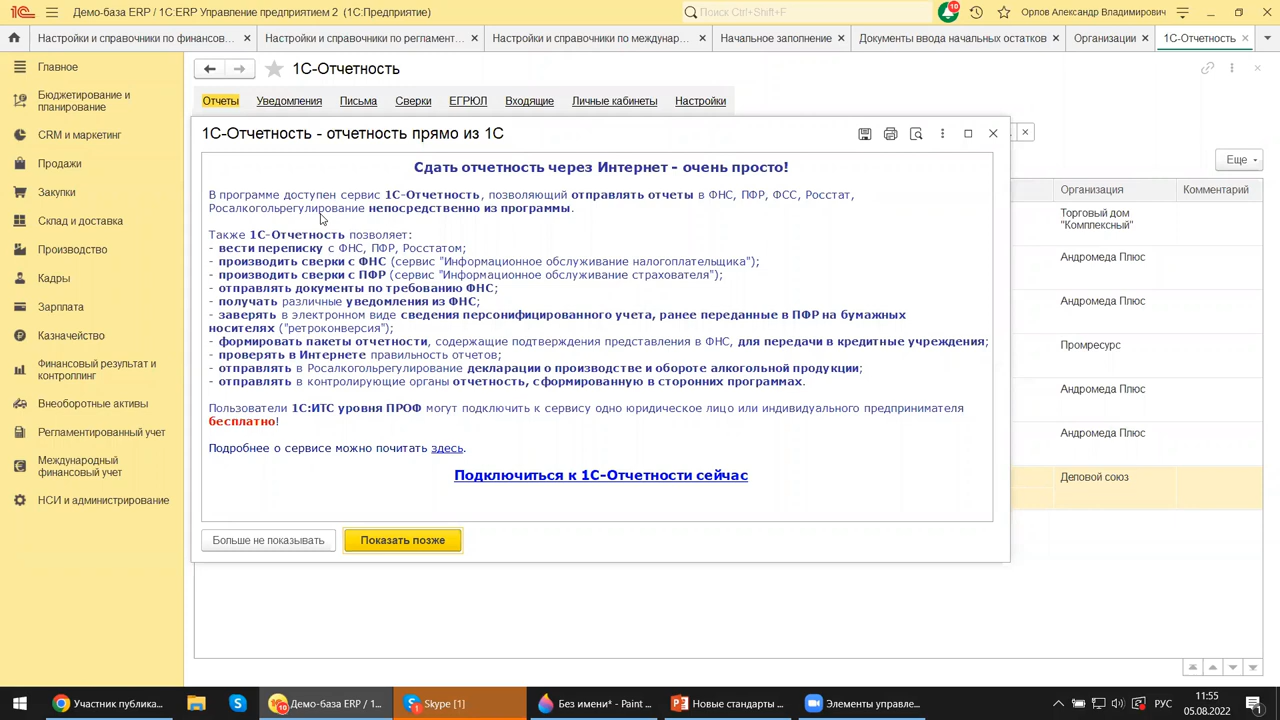 Демо-база ERP / 1С:ERP Управление предприятием 2 (1С:Предприятие)
Поиск Ctrl+Shift+F
10
Орлов Александр Владимирович
Настройки и справочники по финансов...
Настройки и справочники по регламент...
Настройки и справочники по междунар...
Начальное заполнение
Документы ввода начальных остатков
Организации
1С-Отчетность
Главное
Бюджетирование и
планирование
CRM и маркетинг
Продажи
Закупки
Склад и доставка
Производство
Кадры
Зарплата
Казначейство
Финансовый результат и
контроллинг
Внеоборотные активы
Регламентированный учет
Международный
финансовый учет
НСИ и администрирование
1С-Отчетность
Отчеты
Уведомления
Письма
Сверки
ЕГРЮЛ
Входящие
Личные кабинеты
Настройки
Еще
Организация
Комментарий
Торговый дом
"Комплексный"
Андромеда Плюс
Андромеда Плюс
Промресурс
Андромеда Плюс
Андромеда Плюс
Деловой союз
1С-Отчетность - отчетность прямо из 1С
Сдать отчетность через Интернет - очень просто!
В программе доступен сервис 1С-Отчетность, позволяющий отправлять отчеты в ФНС, ПФР, ФСС, Росстат,
Росалкогольрегулирование непосредственно из программы.
Также 1С-Отчетность позволяет:
- вести переписку с ФНС, ПФР, Росстатом;
- производить сверки с ФНС (сервис "Информационное обслуживание налогоплательщика");
- производить сверки с ПФР (сервис "Информационное обслуживание страхователя");
- отправлять документы по требованию ФНС;
- получать различные уведомления из ФНС;
- заверять в электронном виде сведения персонифицированного учета, ранее переданные в ПФР на бумажных
носителях ("ретроконверсия");
- формировать пакеты отчетности, содержащие подтверждения представления в ФНС, для передачи в кредитные учреждения;
- проверять в Интернете правильность отчетов;
- отправлять в Росалкогольрегулирование декларации о производстве и обороте алкогольной продукции;
- отправлять в контролирующие органы отчетность, сформированную в сторонних программах.
Пользователи 1С:ИТС уровня ПРОФ могут подключить к сервису одно юридическое лицо или индивидуального предпринимателя
бесплатно!
Подробнее о сервисе можно почитать здесь.
Подключиться к 1С-Отчетности сейчас
Больше не показывать
Показать позже
Участник публика...
Демо-база ERP / 1...
Skype [1]
Без имени* - Paint ...
Новые стандарты ...
Элементы управле...
РУС
11:55
05.08.2022